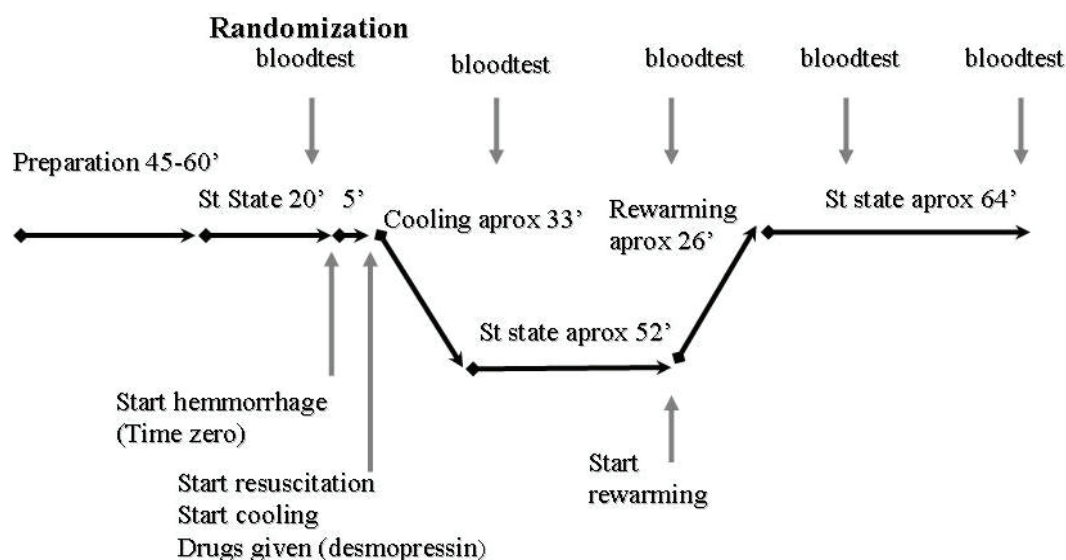 Randomization
bloodtest
bloodtest
bloodtest
bloodtest
bloodtest
Preparation 45-60’
St State 20’
5’
Cooling aprox 33’
Rewarming
aprox 26’
St state aprox 64’
St state aprox 52’
Start hemmorrhage
(Time zero)
Start resuscitation
Start cooling
Drugs given (desmopressin)
Start
rewarming